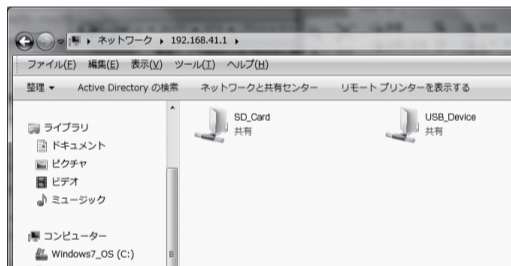 ネットワーク ▸ 192.168.41.1 ▸
ファイル(F) 編集(E) 表示(V) ツール(T) ヘルプ(H)
整理 ▼ Active Directory の検索 ネットワークと共有センター リモート プリンターを表示する
ライブラリ
ドキュメント
ピクチャ
ビデオ
ミュージック
コンピューター
Windows7_OS (C:)
SD_Card
共有
USB_Device
共有